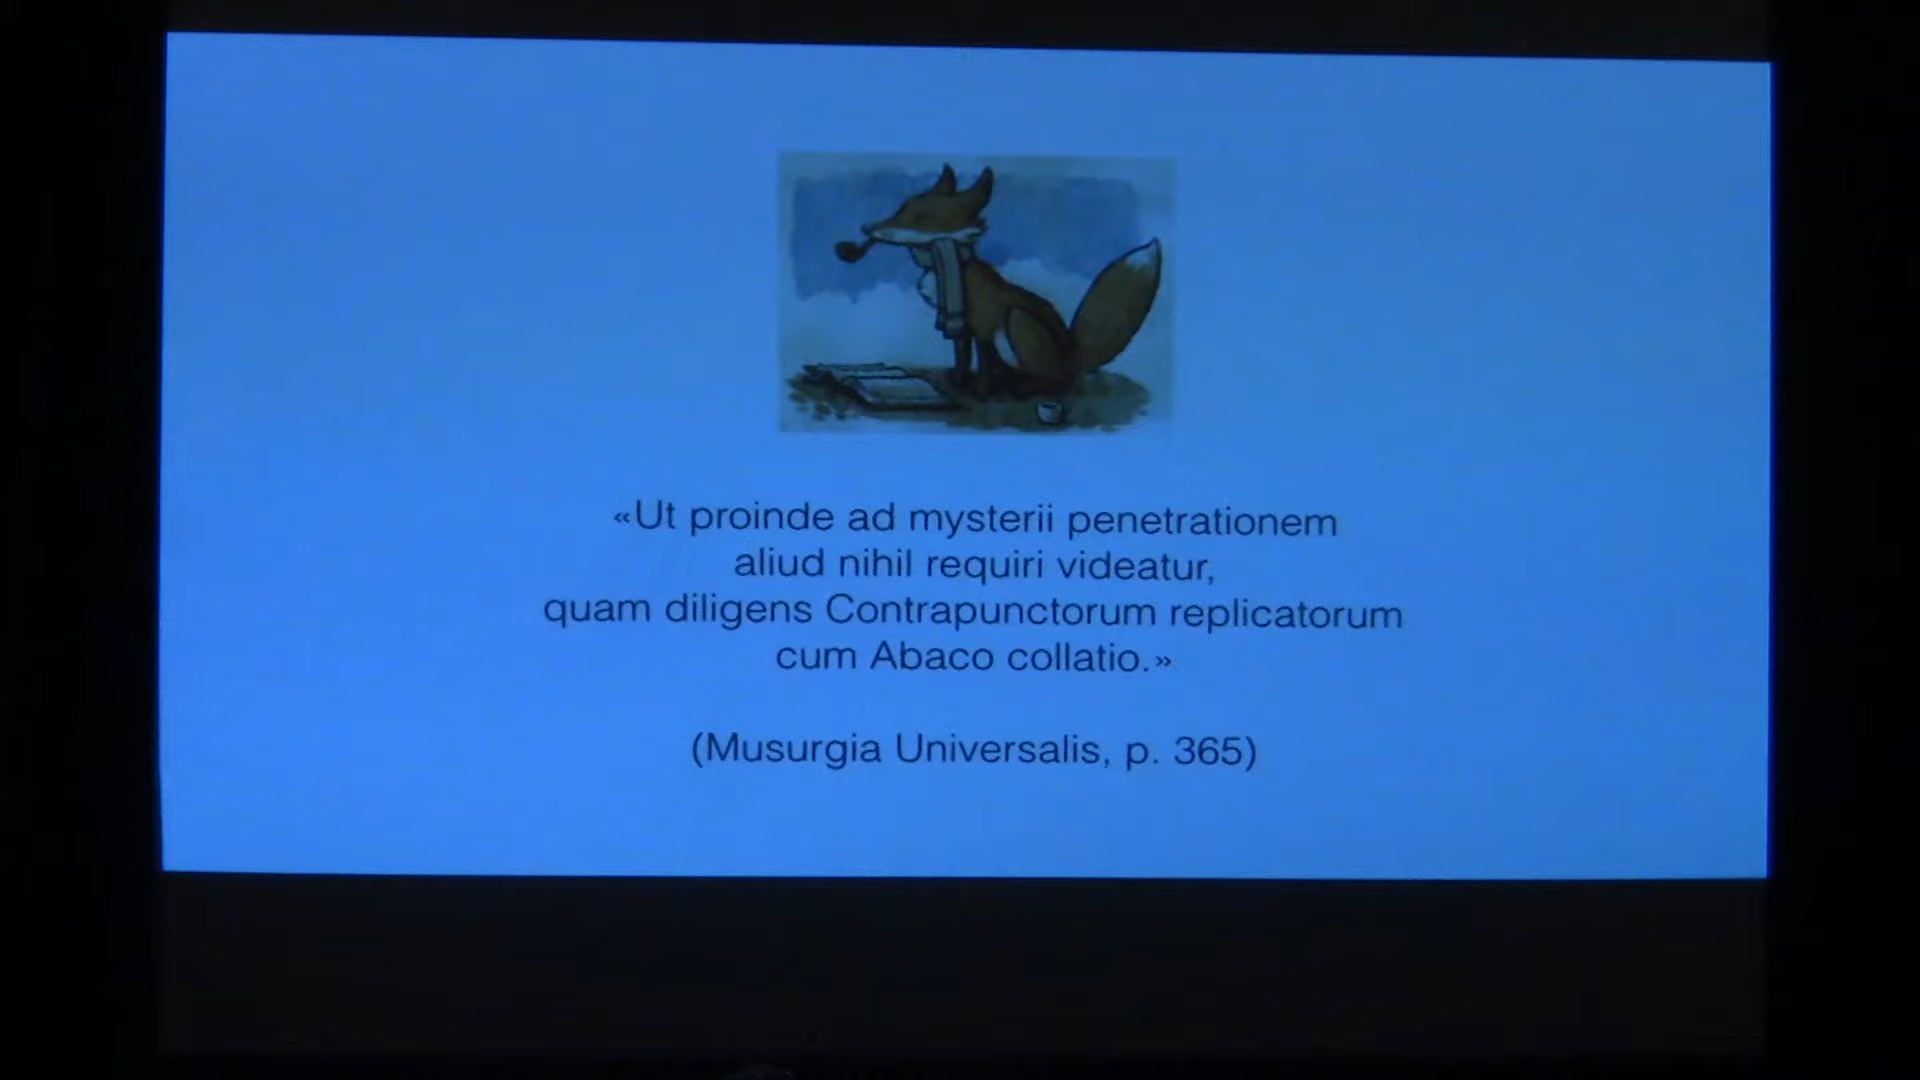 «Ut proinde ad mysterii penetrationem
aliud nihil requiri videatur,
quam diligens Contrapunctorum replicatorum
cum Abaco collatio.»
(Musurgia Universalis, p. 365)